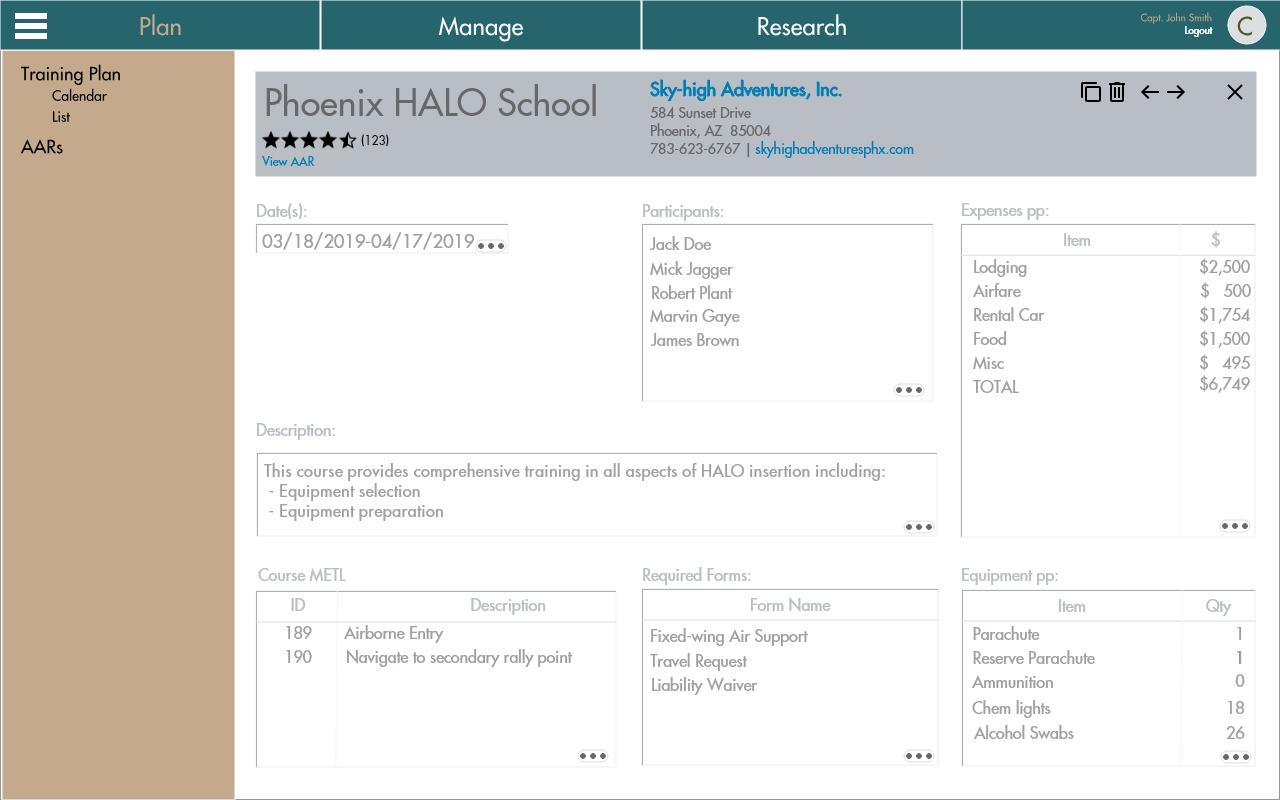 Plan
Manage
Research
Capt. John Smith
Logout
C
Training Plan
Calendar
List
AARs
Phoenix HALO School
(123)
View AAR
Sky-high Adventures, Inc.
584 Sunset Drive
Phoenix, AZ 85004
783-623-6767 | skyhighadventuresphx.com
Date(s):
03/18/2019-04/17/2019
Participants:
Jack Doe
Mick Jagger
Robert Plant
Marvin Gaye
James Brown
Expenses pp:
Item $
Lodging $2,500
Airfare $ 500
Rental Car $1,754
Food $1,500
Misc $ 495
TOTAL $6,749
Description:
This course provides comprehensive training in all aspects of HALO insertion including:
- Equipment selection
- Equipment preparation
Course METL
ID Description
189 Airborne Entry
190 Navigate to secondary rally point
Required Forms:
Form Name
Fixed-wing Air Support
Travel Request
Liability Waiver
Equipment pp:
Item Qty
Parachute 1
Reserve Parachute 1
Ammunition 0
Chem lights 18
Alcohol Swabs 26